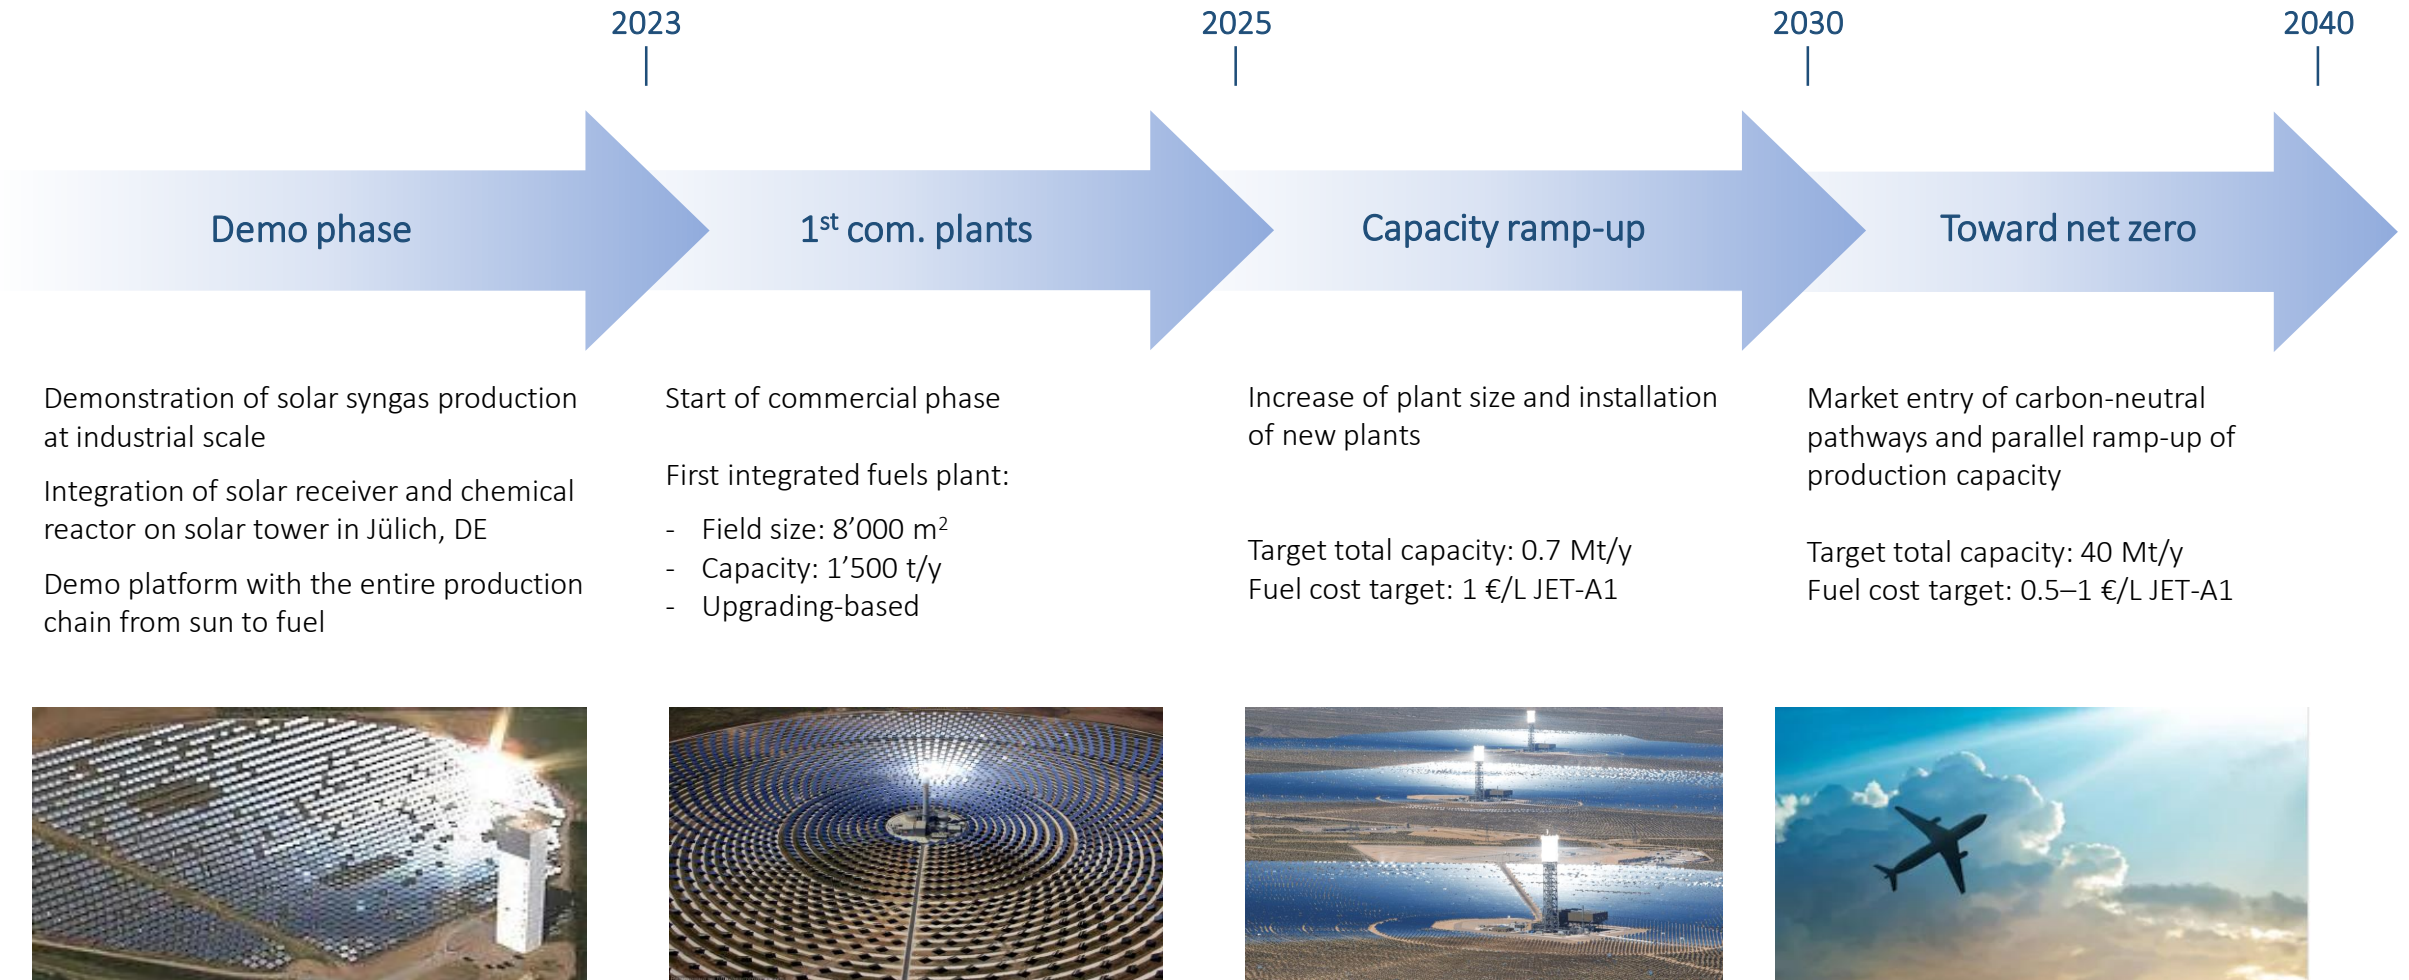 2023
2025
2030
2040
Demo phase
1st com. plants
Capacity ramp-up
Toward net zero
Demonstration of solar syngas production
at industrial scale
Integration of solar receiver and chemical
reactor on solar tower in Jülich, DE
Demo platform with the entire production
chain from sun to fuel
Start of commercial phase
First integrated fuels plant:
- Field size: 8’000 m²
- Capacity: 1’500 t/y
- Upgrading-based
Increase of plant size and installation
of new plants
Target total capacity: 0.7 Mt/y
Fuel cost target: 1 €/L JET-A1
Market entry of carbon-neutral
pathways and parallel ramp-up of
production capacity
Target total capacity: 40 Mt/y
Fuel cost target: 0.5–1 €/L JET-A1